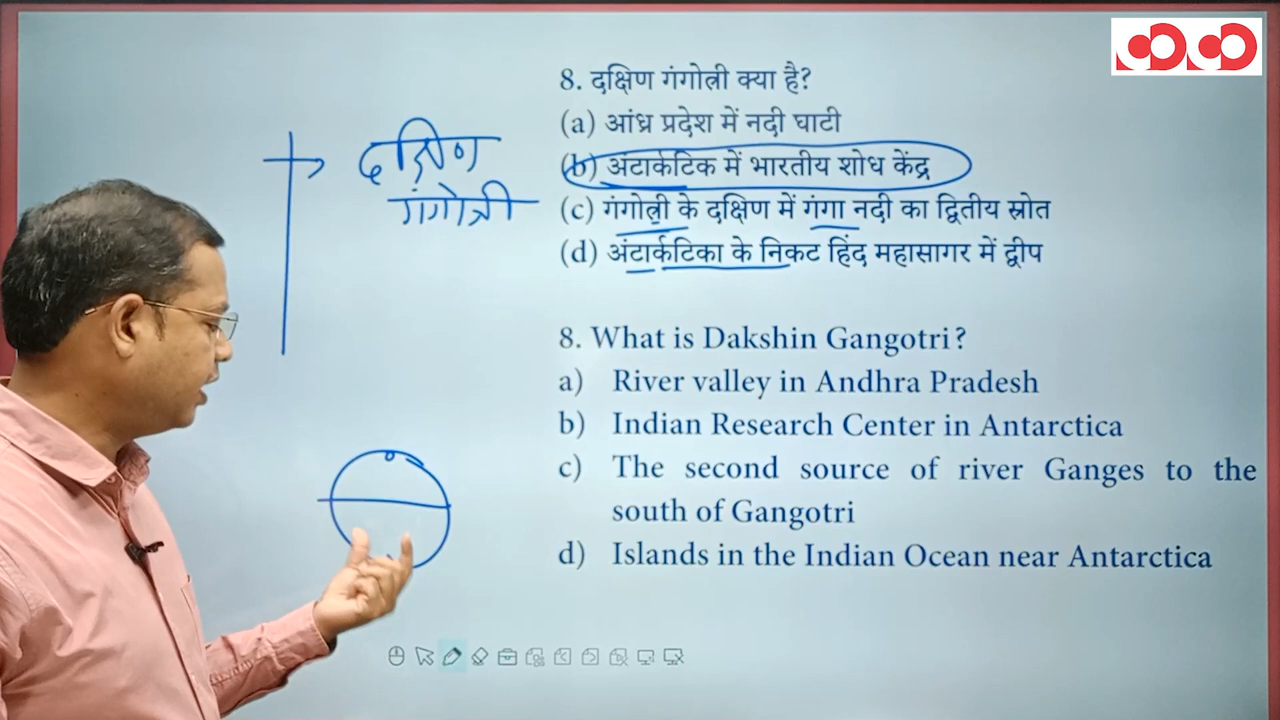 दक्षिण
गंगोत्री
8. दक्षिण गंगोत्री क्या है?
(a) आंध्र प्रदेश में नदी घाटी
(b) अंटार्कटिक में भारतीय शोध केंद्र
(c) गंगोत्री के दक्षिण में गंगा नदी का द्वितीय स्रोत
(d) अंटार्कटिका के निकट हिंद महासागर में द्वीप
8. What is Dakshin Gangotri?
a) River valley in Andhra Pradesh
b) Indian Research Center in Antarctica
c) The second source of river Ganges to the
south of Gangotri
d) Islands in the Indian Ocean near Antarctica